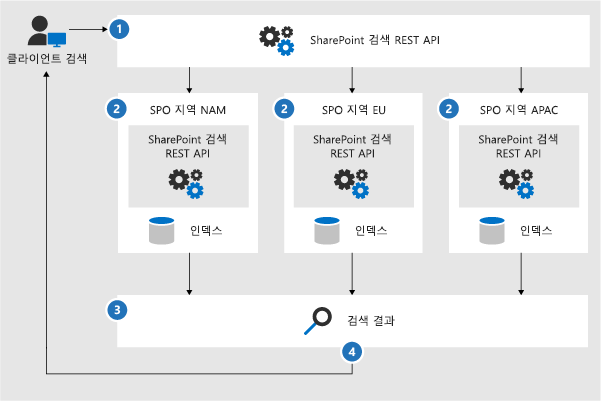 클라이언트 검색
1
SharePoint 검색 REST API
2
SPO 지역 NAM
SharePoint 검색
REST API
인덱스
2
SPO 지역 EU
SharePoint 검색
REST API
인덱스
2
SPO 지역 APAC
SharePoint 검색
REST API
인덱스
3
검색 결과
4